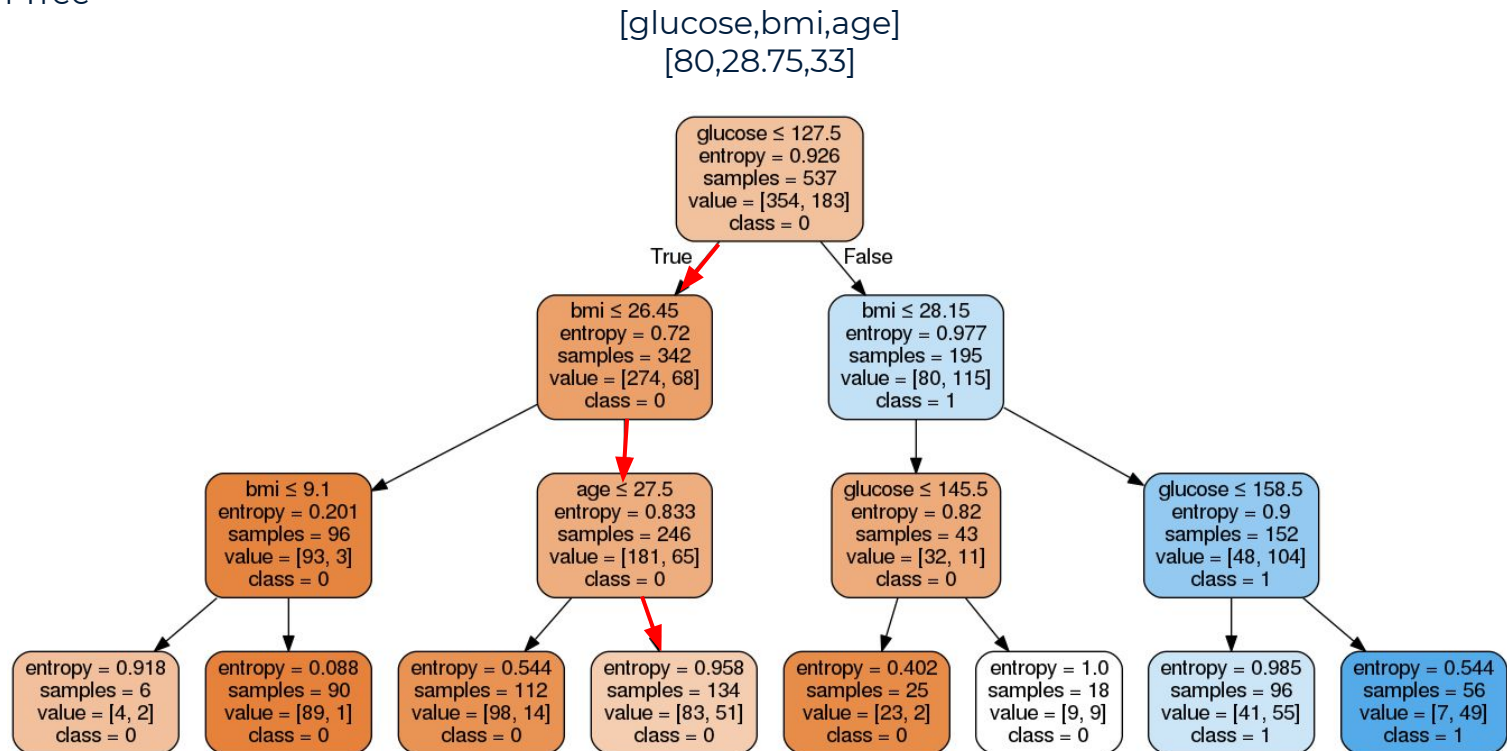 [glucose,bmi,age]
[80,28.75,33]
glucose ≤ 127.5
entropy = 0.926
samples = 537
value = [354, 183]
class = 0
True
False
bmi ≤ 26.45
entropy = 0.72
samples = 342
value = [274, 68]
class = 0
bmi ≤ 28.15
entropy = 0.977
samples = 195
value = [80, 115]
class = 1
bmi ≤ 9.1
entropy = 0.201
samples = 96
value = [93, 3]
class = 0
age ≤ 27.5
entropy = 0.833
samples = 246
value = [181, 65]
class = 0
glucose ≤ 145.5
entropy = 0.82
samples = 43
value = [32, 11]
class = 0
glucose ≤ 158.5
entropy = 0.9
samples = 152
value = [48, 104]
class = 1
entropy = 0.918
samples = 6
value = [4, 2]
class = 0
entropy = 0.088
samples = 90
value = [89, 1]
class = 0
entropy = 0.544
samples = 112
value = [98, 14]
class = 0
entropy = 0.958
samples = 134
value = [83, 51]
class = 0
entropy = 0.402
samples = 25
value = [23, 2]
class = 0
entropy = 1.0
samples = 18
value = [9, 9]
class = 0
entropy = 0.985
samples = 96
value = [41, 55]
class = 1
entropy = 0.544
samples = 56
value = [7, 49]
class = 1